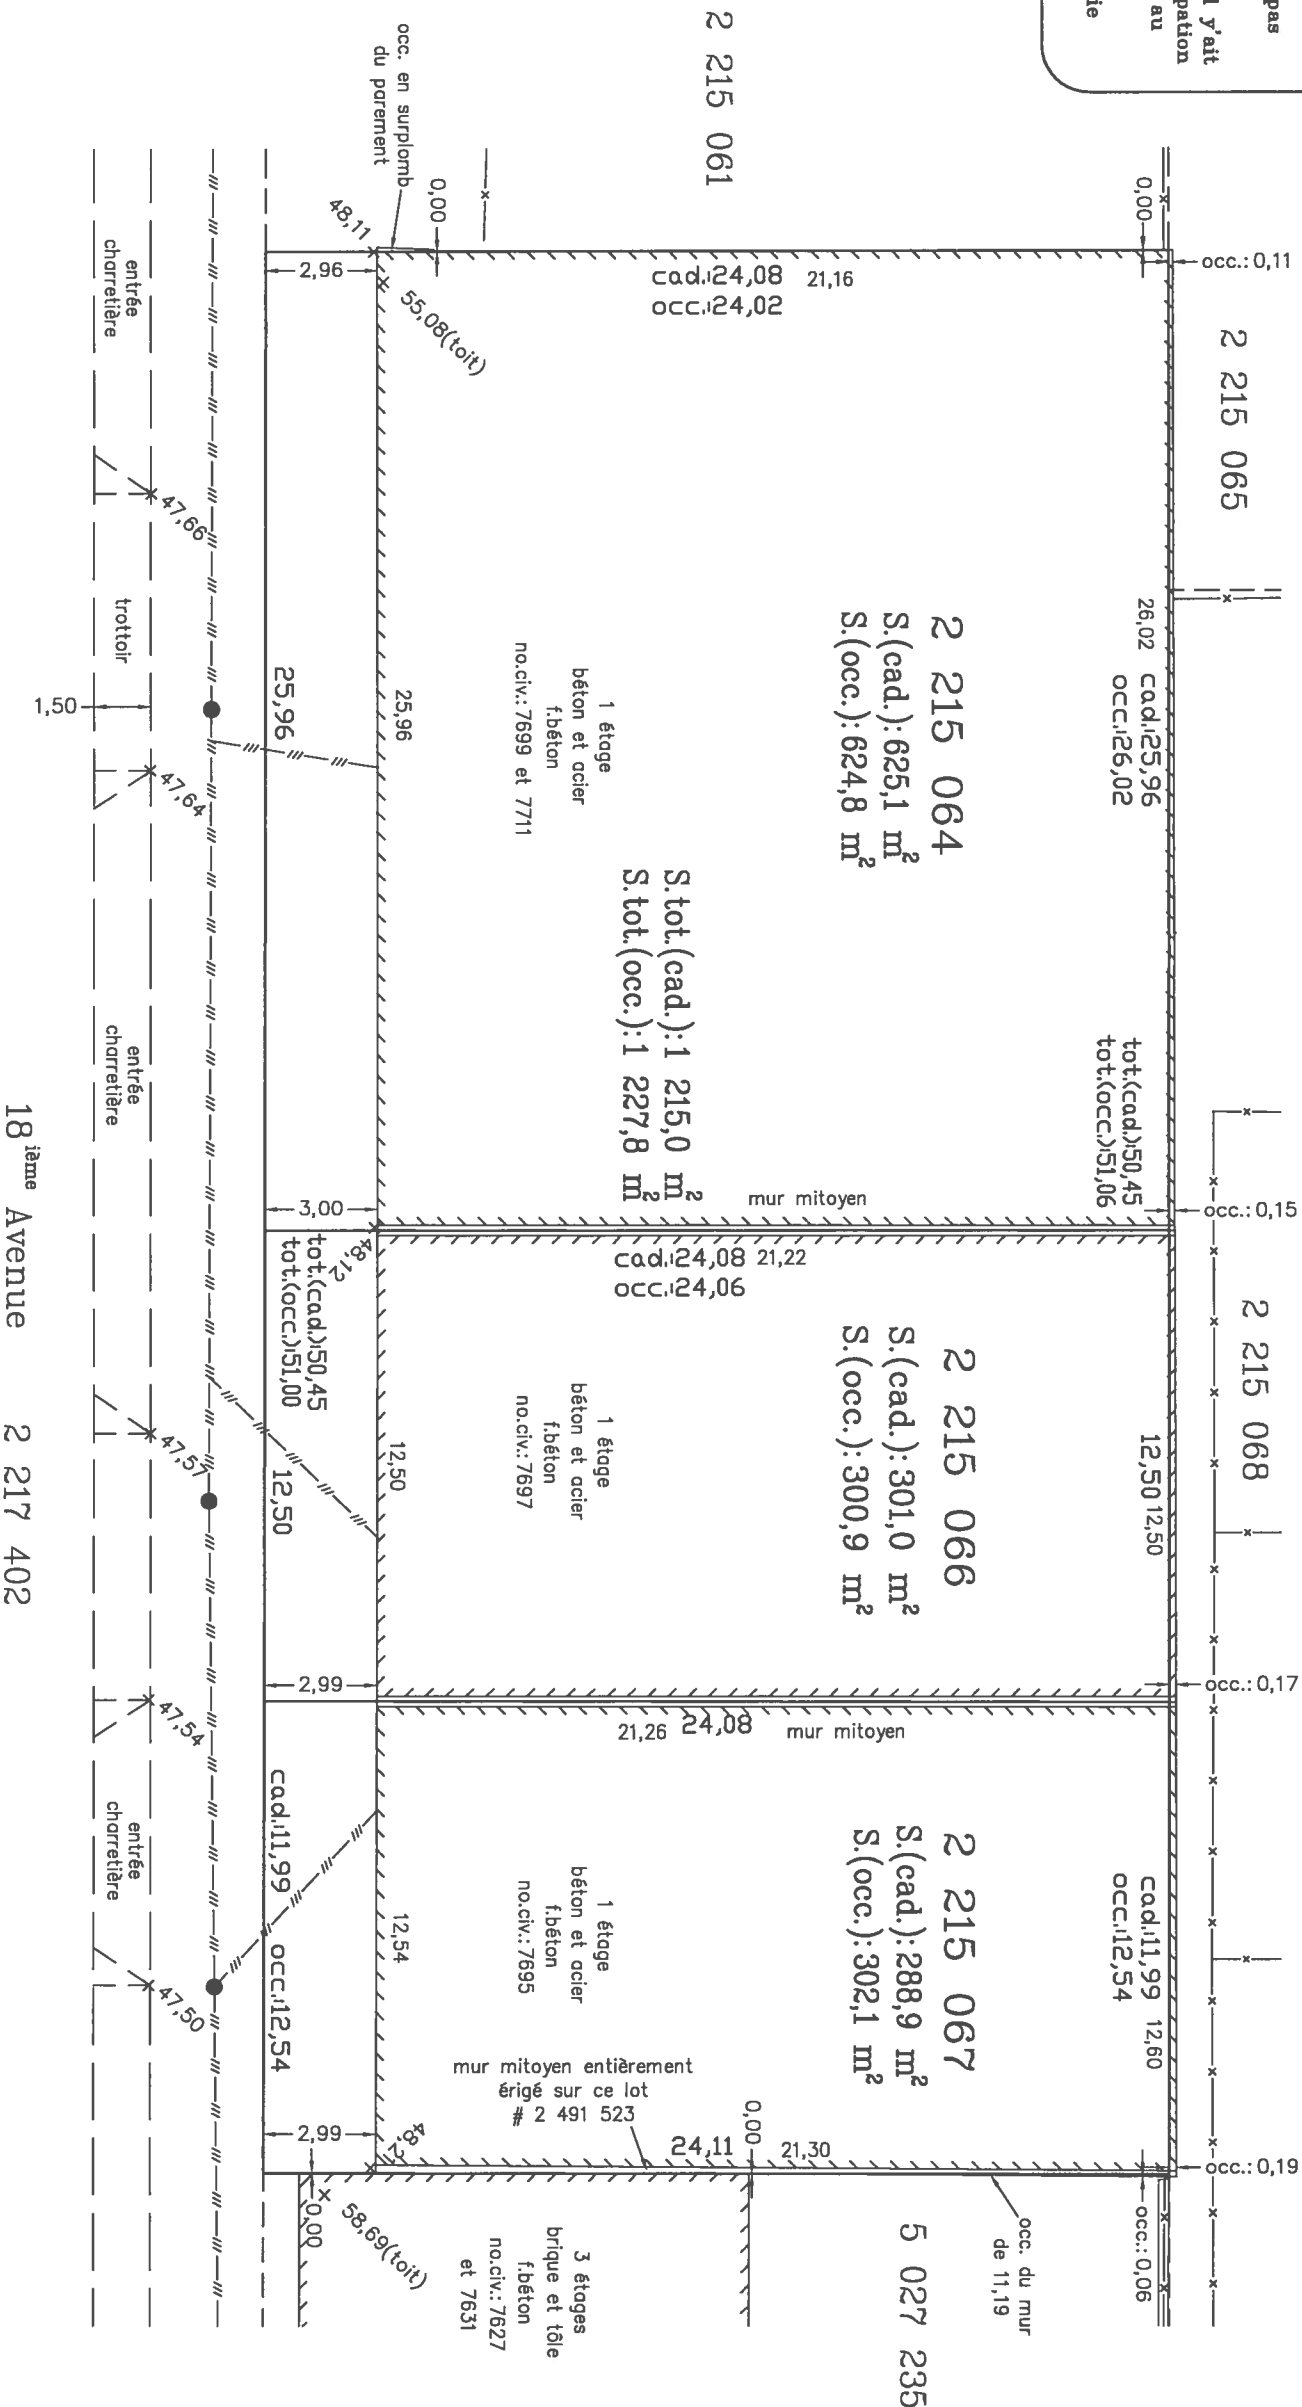 pas
l y'ait
pation
au
ie
2 215 061
2 215 065
2 215 068
5 027 235
occ.: 0,11
occ.: 0,15
occ.: 0,17
occ.: 0,19
occ.: 0,06
0,00
0,00
occ. en surplomb
du parement
48,11
2,96
55,08(toit)
cad.:24,08 21,16
occ.:24,02
26,02 cad.:25,96
occ.:26,02
tot.(cad.):50,45
tot.(occ.):51,06
2 215 064
S.(cad.):625,1 m²
S.(occ.):624,8 m²
S.tot.(cad.):1 215,0 m²
S.tot.(occ.):1 227,8 m²
1 étage
béton et acier
f.béton
no.civ.:7699 et 7711
25,96
25,96
mur mitoyen
3,00
48,12
cad.:24,08 21,22
occ.:24,06
12,50 12,50
2 215 066
S.(cad.):301,0 m²
S.(occ.):300,9 m²
1 étage
béton et acier
f.béton
no.civ.:7697
12,50
tot.(cad.):50,45
tot.(occ.):51,00
12,50
2,99
21,26 24,08 mur mitoyen
cad.:11,99 12,60
occ.:12,54
2 215 067
S.(cad.):288,9 m²
S.(occ.):302,1 m²
1 étage
béton et acier
f.béton
no.civ.:7695
12,54
cad.:11,99 occ.:12,54
mur mitoyen entièrement
érigé sur ce lot
# 2 491 523
24,11 0,00 21,30
2,99
0,00
58,69(toit)
occ. du mur
de 11,19
3 étages
brique et tôle
f.béton
no.civ.:7627
et 7631
47,66
47,64
47,57
47,54
47,50
entrée
charretière
trottoir
1,50
entrée
charretière
entrée
charretière
18ième Avenue 2 217 402